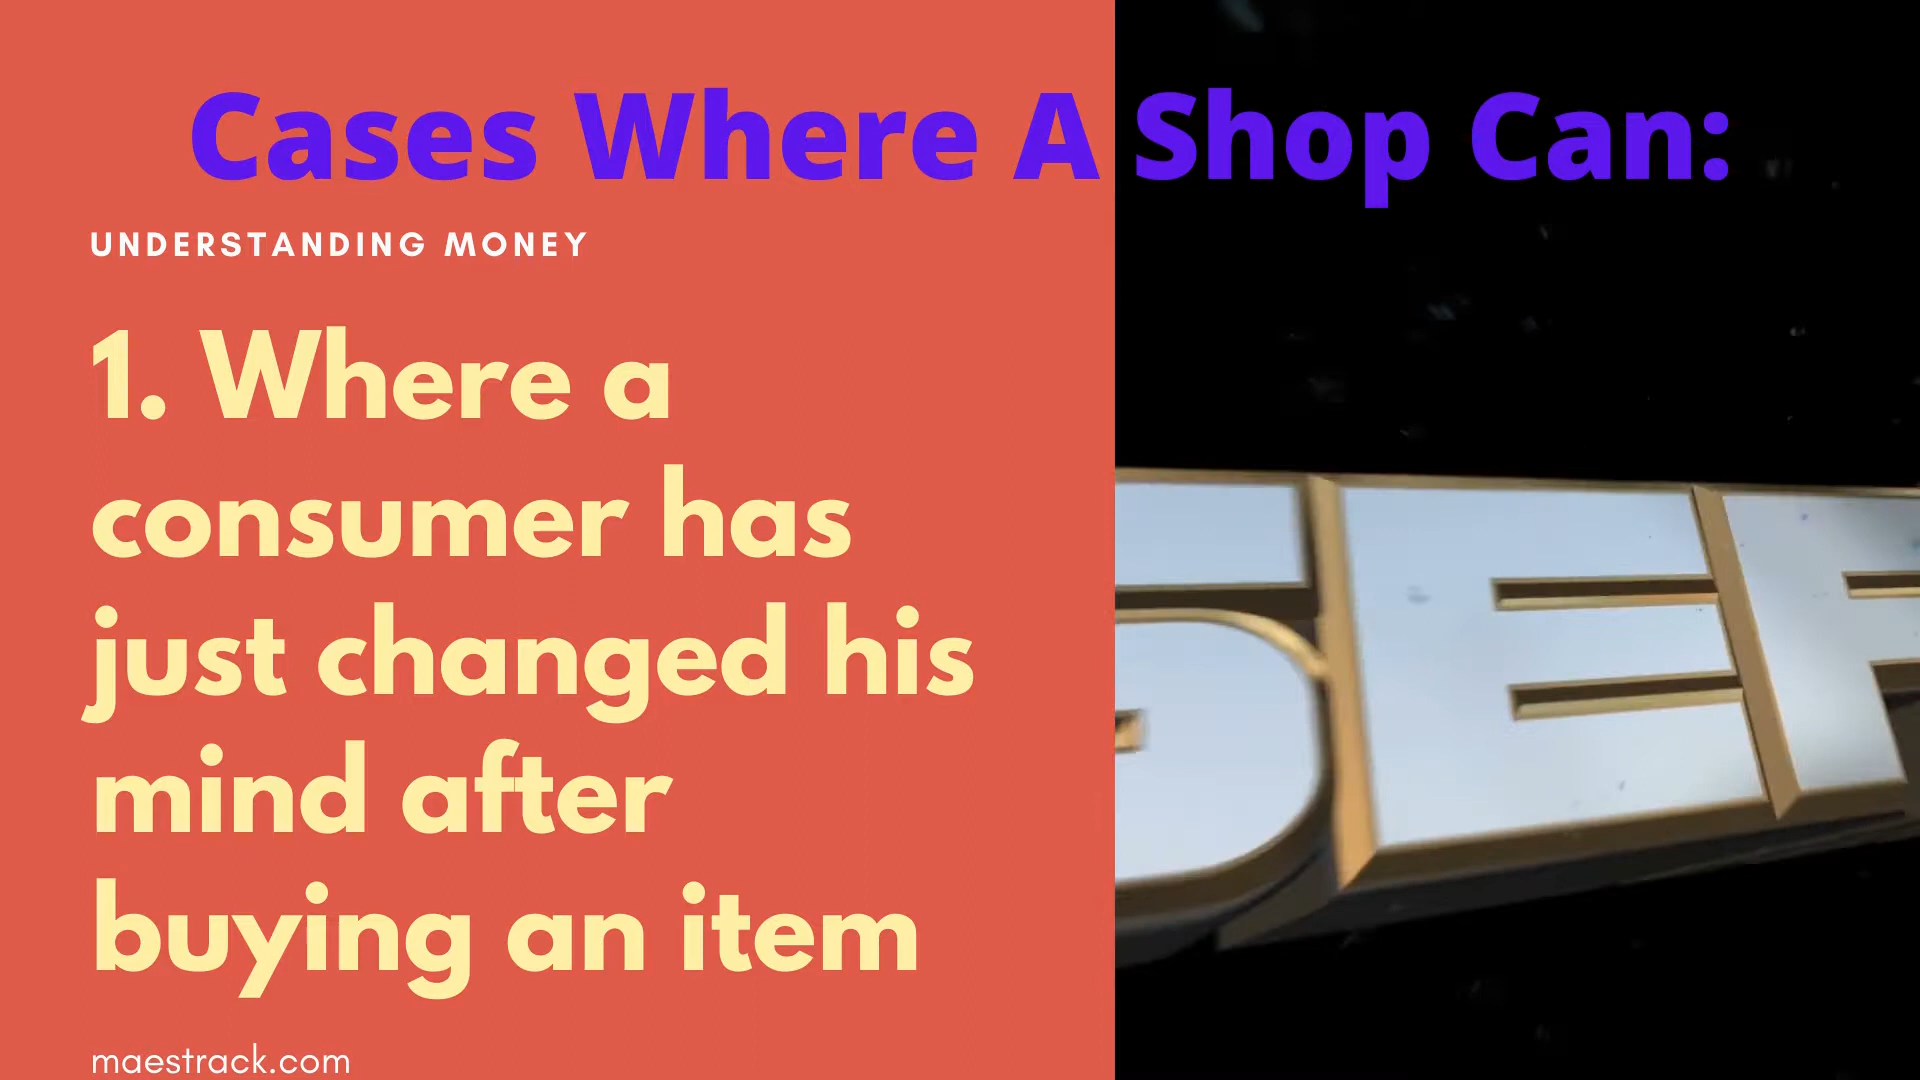 Cases Where A Shop Can:
UNDERSTANDING MONEY
1. Where a
consumer has
just changed his
mind after
buying an item
maestrack.com